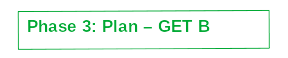 Phase 3: Plan – GET B